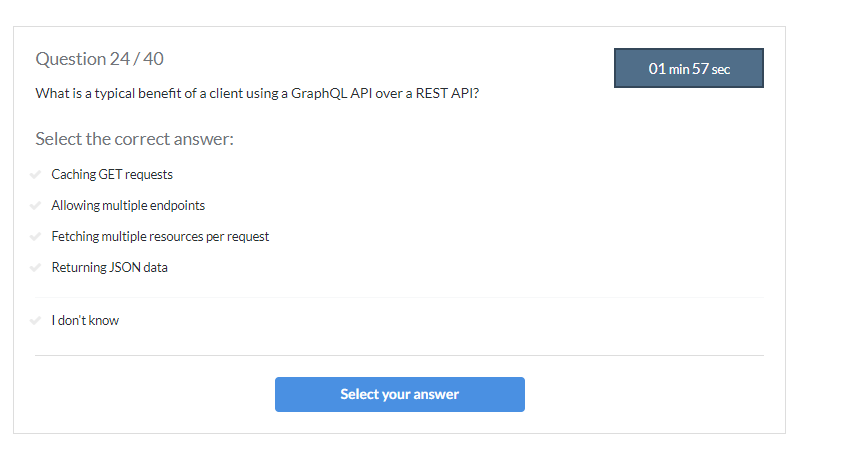 Question 24 / 40
01 min 57 sec
What is a typical benefit of a client using a GraphQL API over a REST API?
Select the correct answer:
Caching GET requests
Allowing multiple endpoints
Fetching multiple resources per request
Returning JSON data
I don't know
Select your answer